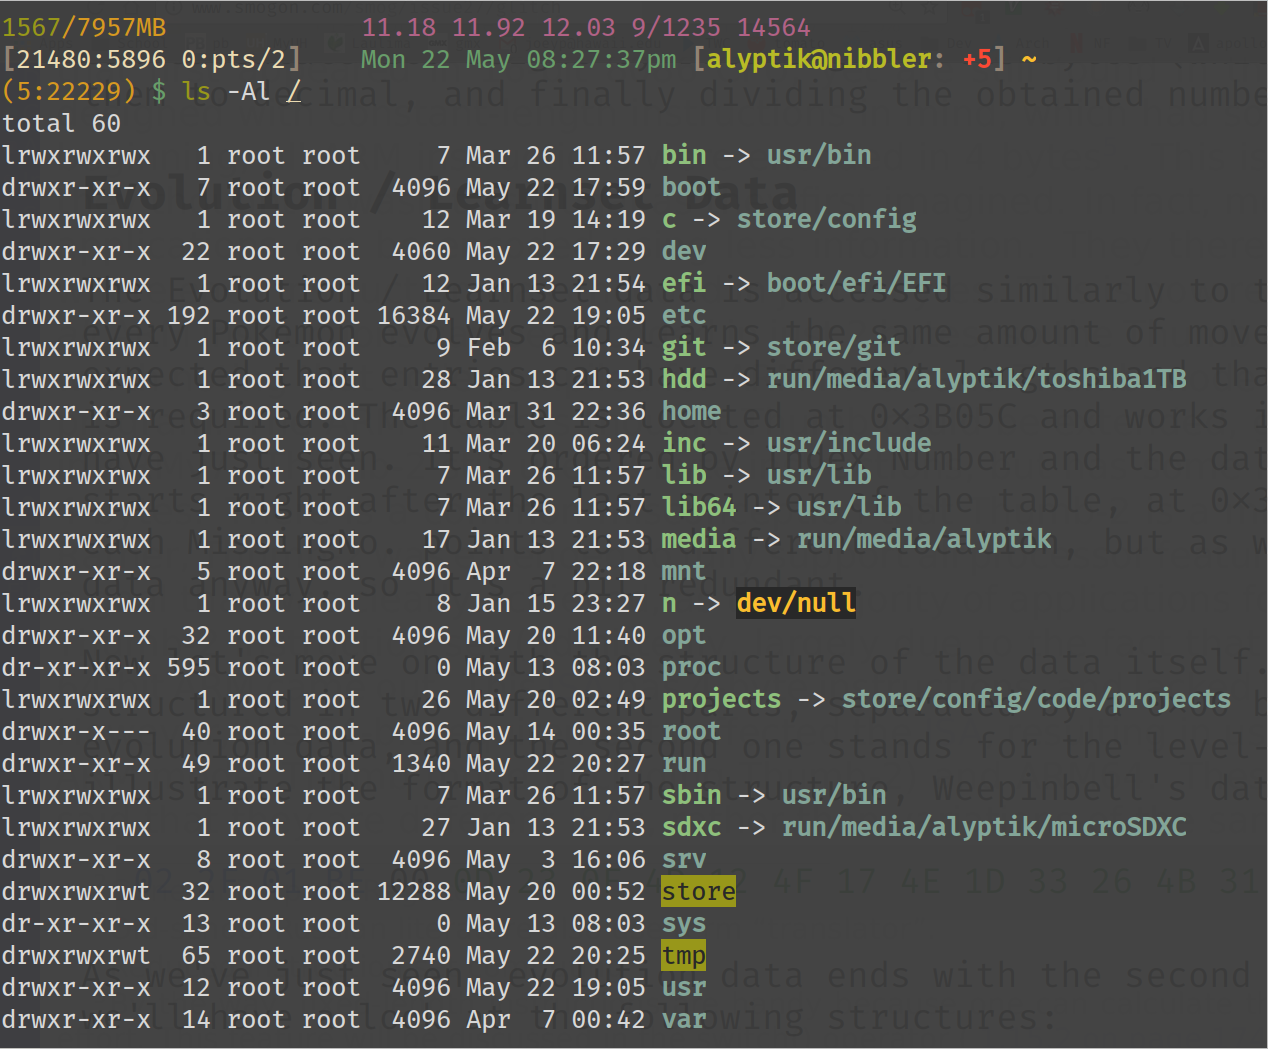 1567/7957MB 11.18 11.92 12.03 9/1235 14564
[21480:5896 0:pts/2] Mon 22 May 08:27:37pm [alyptik@nibbler: +5] ~
(5:22229) $ ls -Al /
total 60
lrwxrwxrwx 1 root root 7 Mar 26 11:57 bin -> usr/bin
drwxr-xr-x 7 root root 4096 May 22 17:59 boot
lrwxrwxrwx 1 root root 12 Mar 19 14:19 c -> store/config
drwxr-xr-x 22 root root 4060 May 22 17:29 dev
lrwxrwxrwx 1 root root 12 Jan 13 21:54 efi -> boot/efi/EFI
drwxr-xr-x 192 root root 16384 May 22 19:05 etc
lrwxrwxrwx 1 root root 9 Feb 6 10:34 git -> store/git
lrwxrwxrwx 1 root root 28 Jan 13 21:53 hdd -> run/media/alyptik/toshiba1TB
drwxr-xr-x 3 root root 4096 Mar 31 22:36 home
lrwxrwxrwx 1 root root 11 Mar 20 06:24 inc -> usr/include
lrwxrwxrwx 1 root root 7 Mar 26 11:57 lib -> usr/lib
lrwxrwxrwx 1 root root 7 Mar 26 11:57 lib64 -> usr/lib
lrwxrwxrwx 1 root root 17 Jan 13 21:53 media -> run/media/alyptik
drwxr-xr-x 5 root root 4096 Apr 7 22:18 mnt
lrwxrwxrwx 1 root root 8 Jan 15 23:27 n -> dev/null
drwxr-xr-x 32 root root 4096 May 20 11:40 opt
dr-xr-xr-x 595 root root 0 May 13 08:03 proc
lrwxrwxrwx 1 root root 26 May 20 02:49 projects -> store/config/code/projects
drwxr-x--- 40 root root 4096 May 14 00:35 root
drwxr-xr-x 49 root root 1340 May 22 20:27 run
lrwxrwxrwx 1 root root 7 Mar 26 11:57 sbin -> usr/bin
lrwxrwxrwx 1 root root 27 Jan 13 21:53 sdxc -> run/media/alyptik/microSDXC
drwxr-xr-x 8 root root 4096 May 3 16:06 srv
drwxrwxrwt 32 root root 12288 May 20 00:52 store
dr-xr-xr-x 13 root root 0 May 13 08:03 sys
drwxrwxrwt 65 root root 2740 May 22 20:25 tmp
drwxr-xr-x 12 root root 4096 May 22 19:05 usr
drwxr-xr-x 14 root root 4096 Apr 7 00:42 var